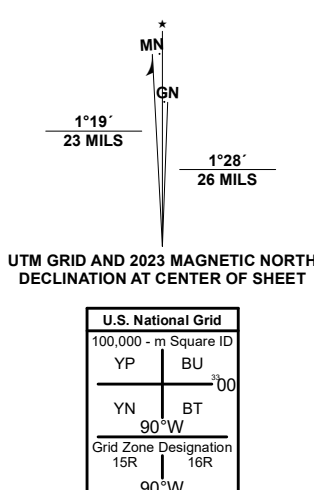 ★
MN
GN
1°19´
23 MILS
1°28´
26 MILS
UTM GRID AND 2023 MAGNETIC NORTH
DECLINATION AT CENTER OF SHEET
U.S. National Grid
100,000 - m Square ID
YP BU
3300
YN BT
90°W
Grid Zone Designation
15R 16R
90°W